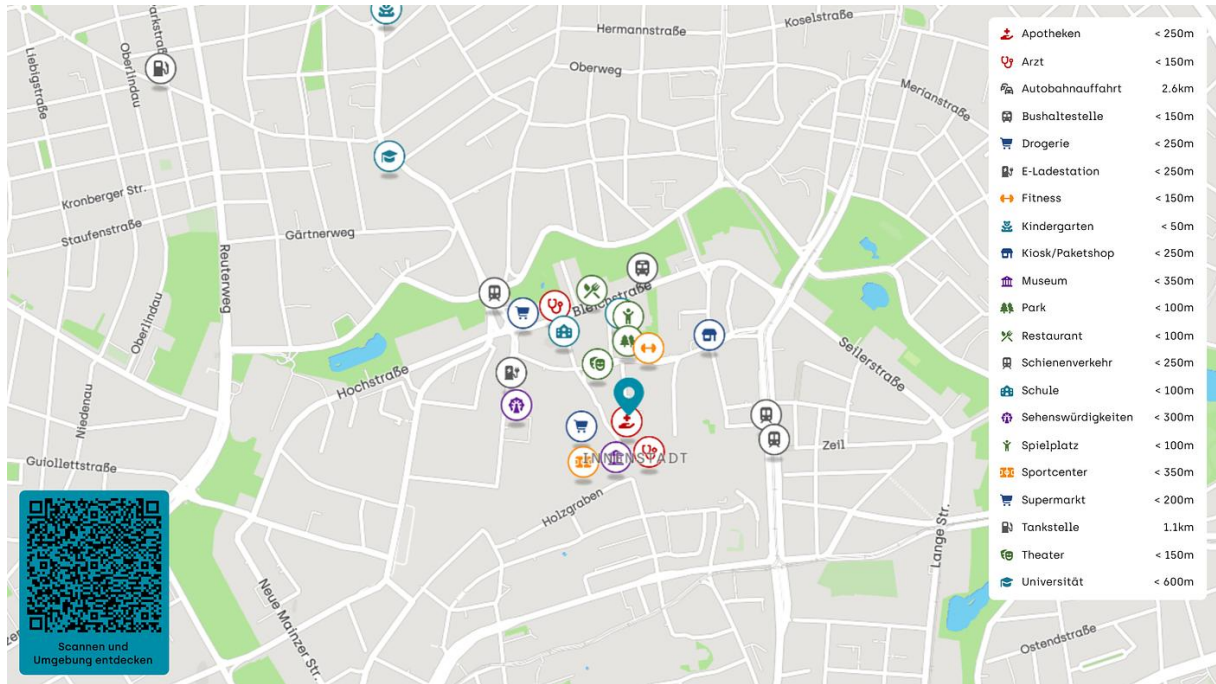 Koselstraße
Hermannstraße
Parkstraße
Oberlindau
Liebigstraße
Oberweg
Merianstraße
Kronberger Str.
Staufenstraße
Gärtnerweg
Reuterweg
Bleichstraße
Oberlindau
Hochstraße
Seilerstraße
Niedenau
Zeil
Guiollettstraße
INNENSTADT
Holzgraben
Lange Str.
Neue Mainzer Str.
Ostendstraße
Apotheken < 250m
Arzt < 150m
Autobahnauffahrt 2.6km
Bushaltestelle < 150m
Drogerie < 250m
E-Ladestation < 250m
Fitness < 150m
Kindergarten < 50m
Kiosk/Paketshop < 250m
Museum < 350m
Park < 100m
Restaurant < 100m
Schienenverkehr < 250m
Schule < 100m
Sehenswürdigkeiten < 300m
Spielplatz < 100m
Sportcenter < 350m
Supermarkt < 200m
Tankstelle 1.1km
Theater < 150m
Universität < 600m
Scannen und
Umgebung entdecken